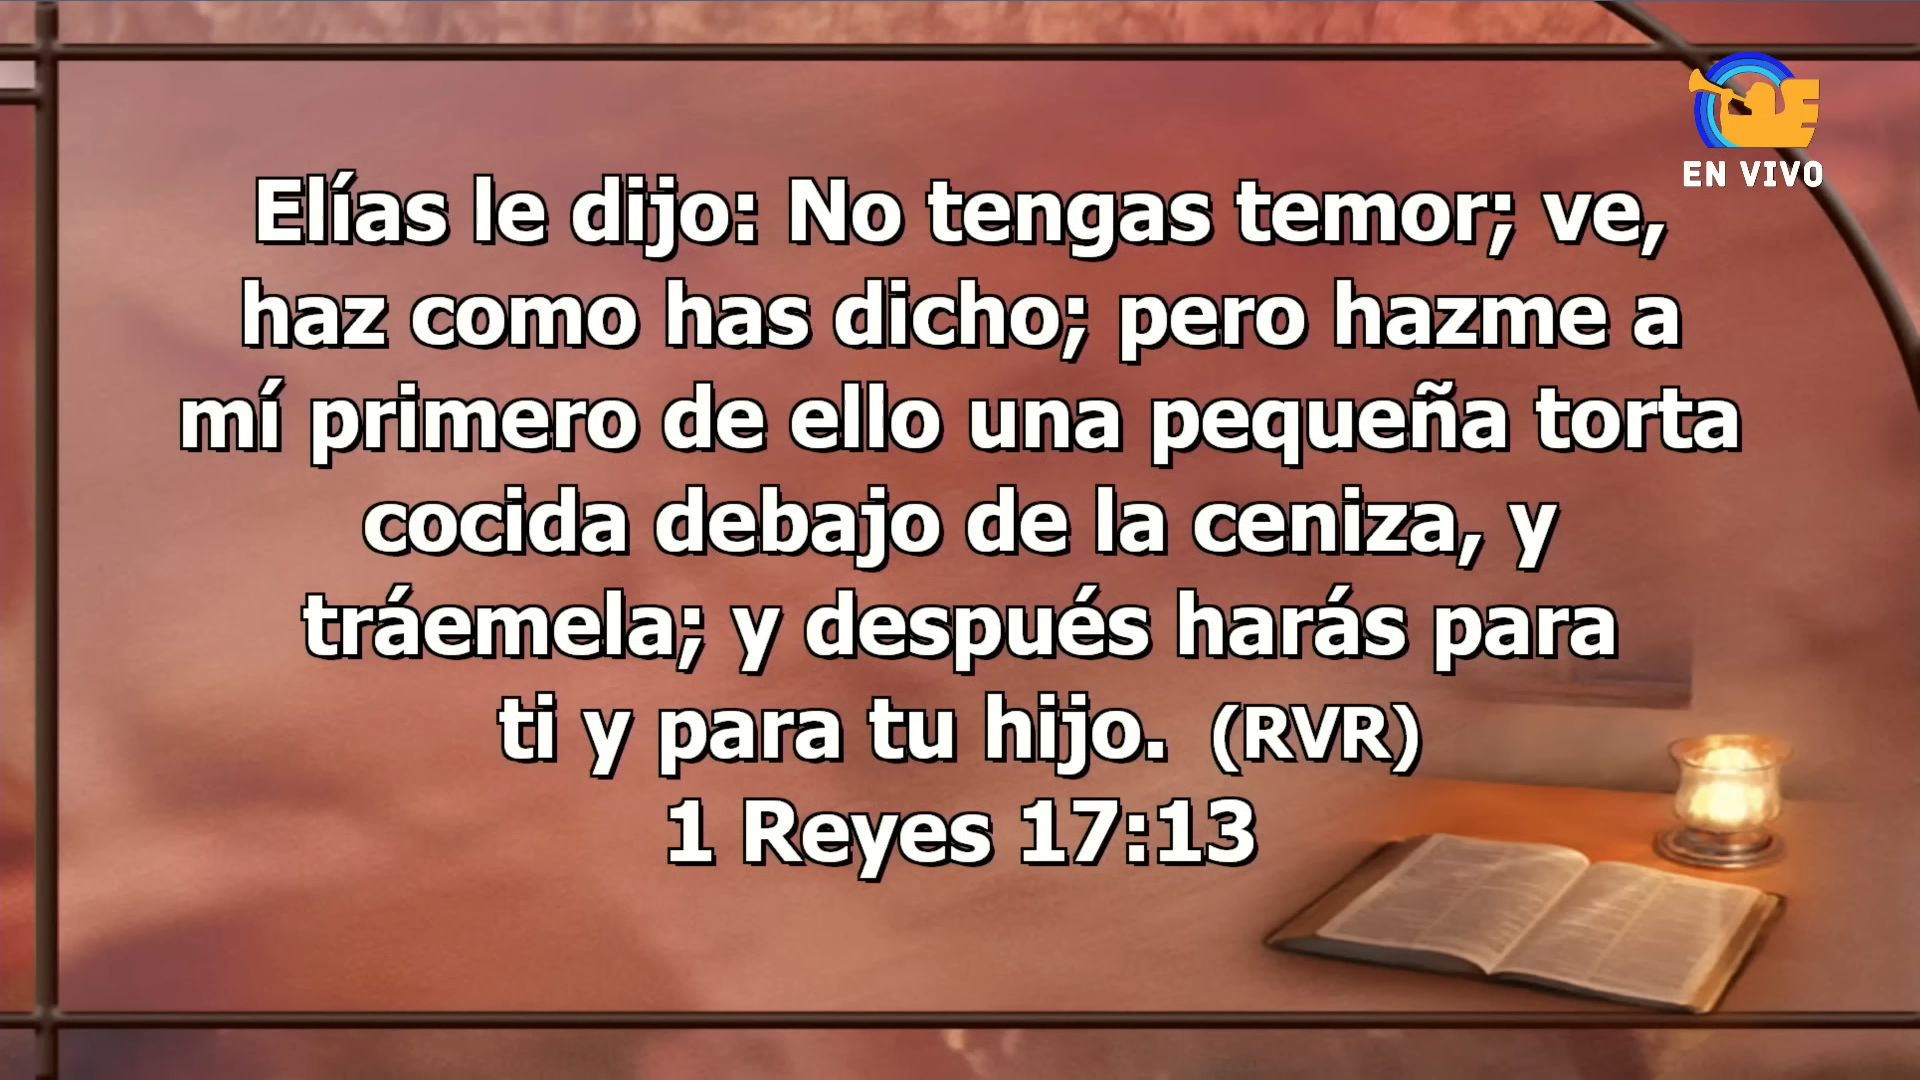 EN VIVO
Elías le dijo: No tengas temor; ve,
haz como has dicho; pero hazme a
mí primero de ello una pequeña torta
cocida debajo de la ceniza, y
tráemela; y después harás para
ti y para tu hijo. (RVR)
1 Reyes 17:13